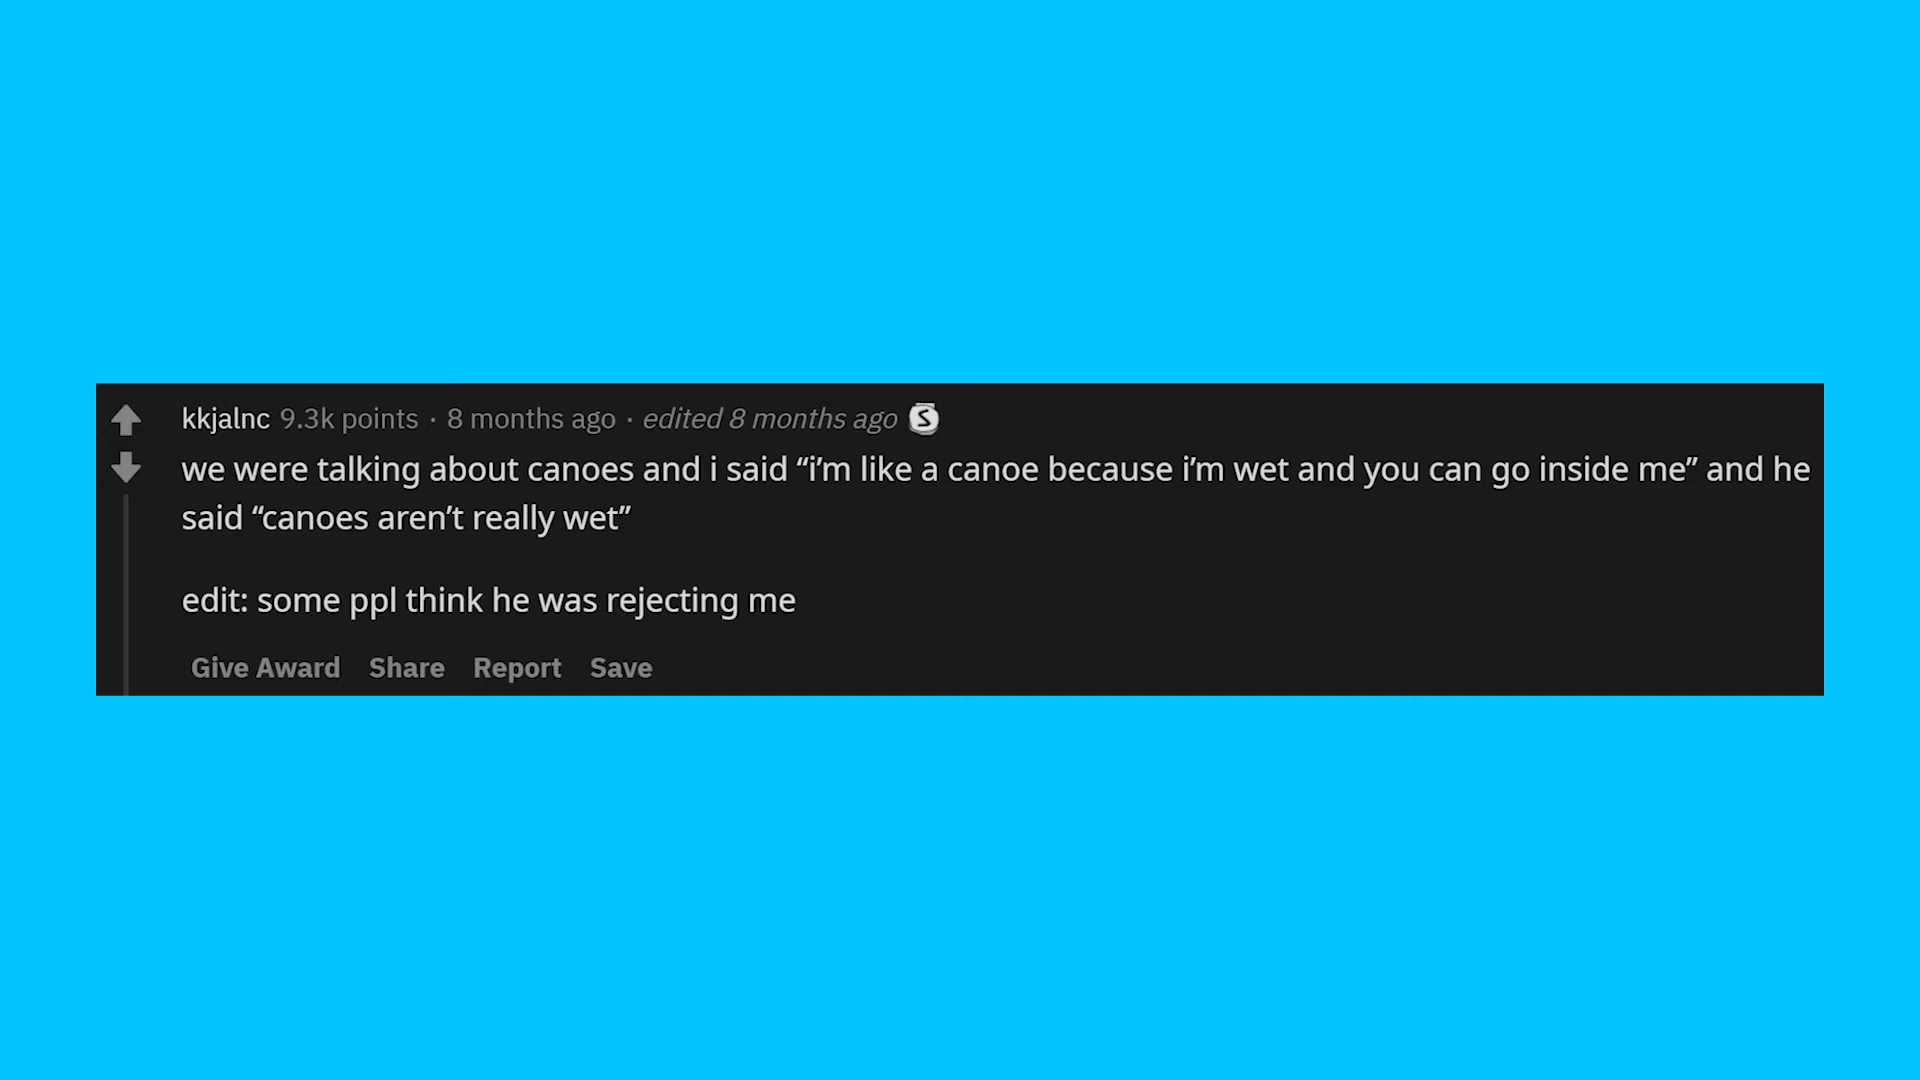 kkjalnc 9.3k points · 8 months ago · edited 8 months ago S
we were talking about canoes and i said “i’m like a canoe because i’m wet and you can go inside me” and he
said “canoes aren’t really wet”
edit: some ppl think he was rejecting me
Give Award Share Report Save